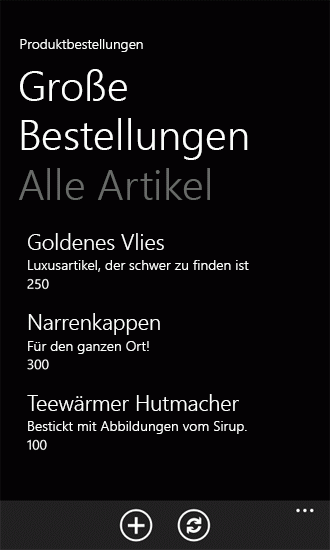 Produktbestellungen
Große
Bestellungen
Alle Artikel
Goldenes Vlies
Luxusartikel, der schwer zu finden ist
250
Narrenkappen
Für den ganzen Ort!
300
Teewärmer Hutmacher
Bestickt mit Abbildungen vom Sirup.
100